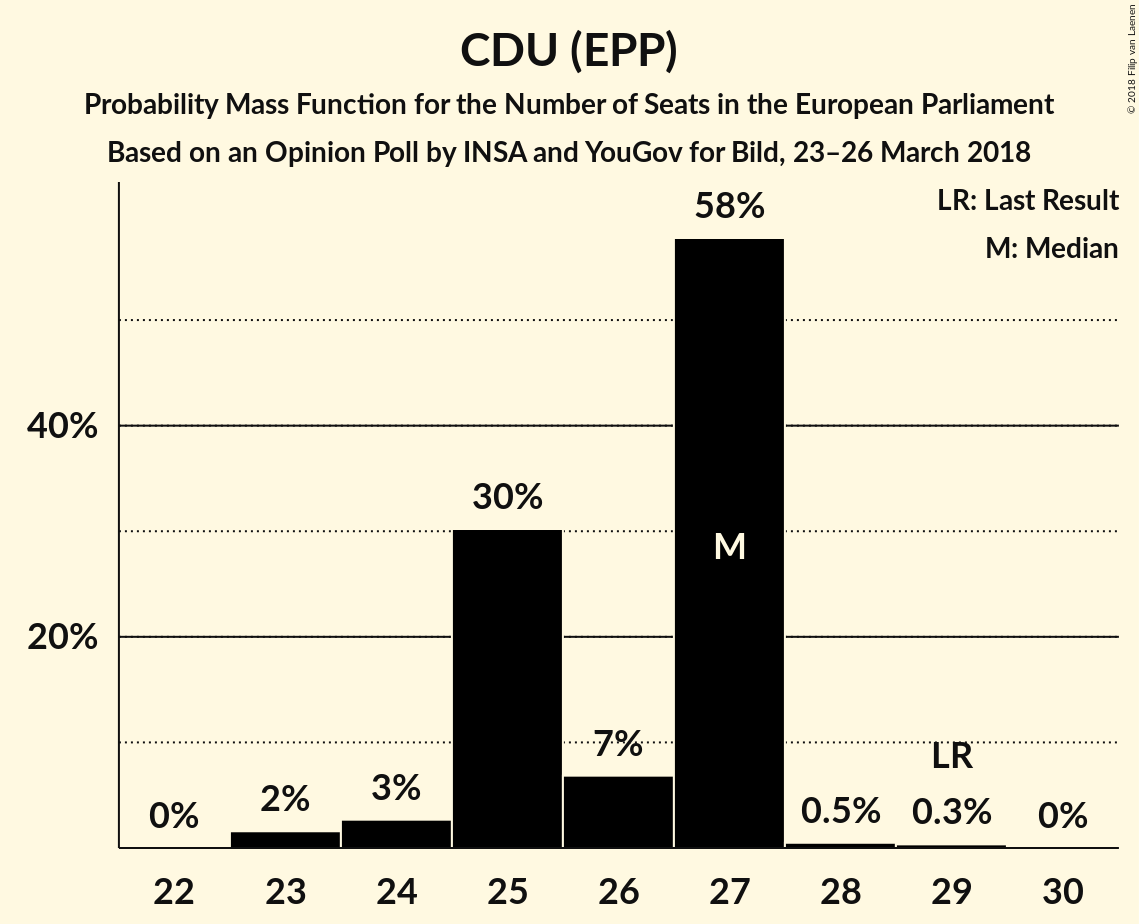 CDU (EPP)
Probability Mass Function for the Number of Seats in the European Parliament
Based on an Opinion Poll by INSA and YouGov for Bild, 23–26 March 2018
© 2018 Filip van Laenen
LR: Last Result
M: Median
58%
40%
30%
M
20%
7%
LR
3%
2%
0%
0.5%
0.3%
0%
22 23 24 25 26 27 28 29 30